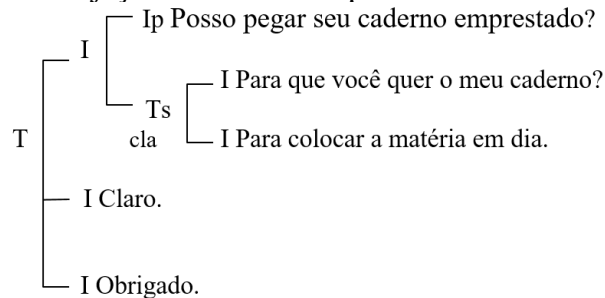 Ip Posso pegar seu caderno emprestado?
I
I Para que você quer o meu caderno?
Ts
T
cla
I Para colocar a matéria em dia.
I Claro.
I Obrigado.